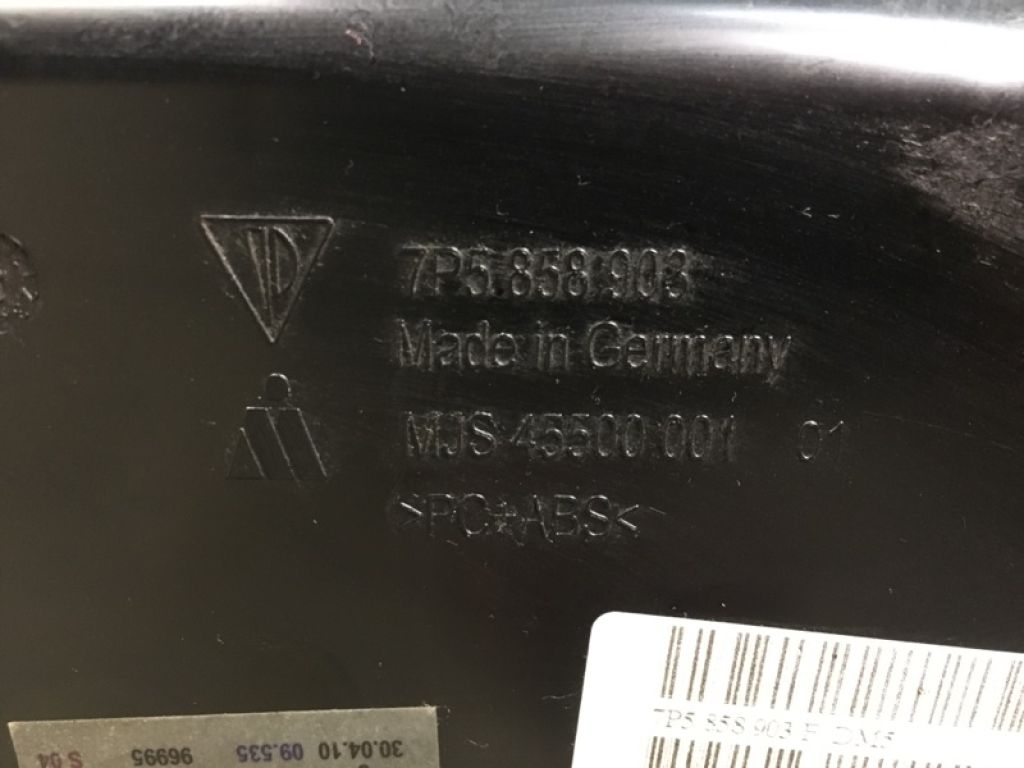 7P5.858.903
Made in Germany
MJS 45500 001 01
>PC+ABS<
7P5 858 903 F DM5
30.04.10 09.535 96995 S 04